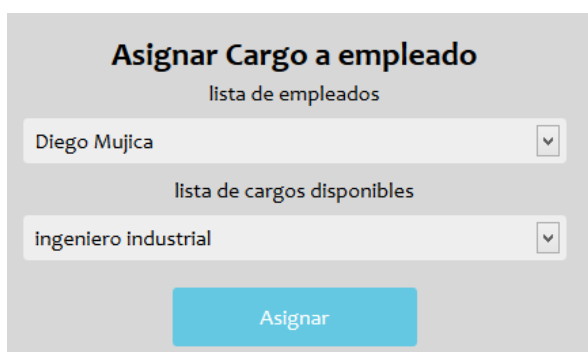 Asignar Cargo a empleado
lista de empleados
Diego Mujica
lista de cargos disponibles
ingeniero industrial
Asignar